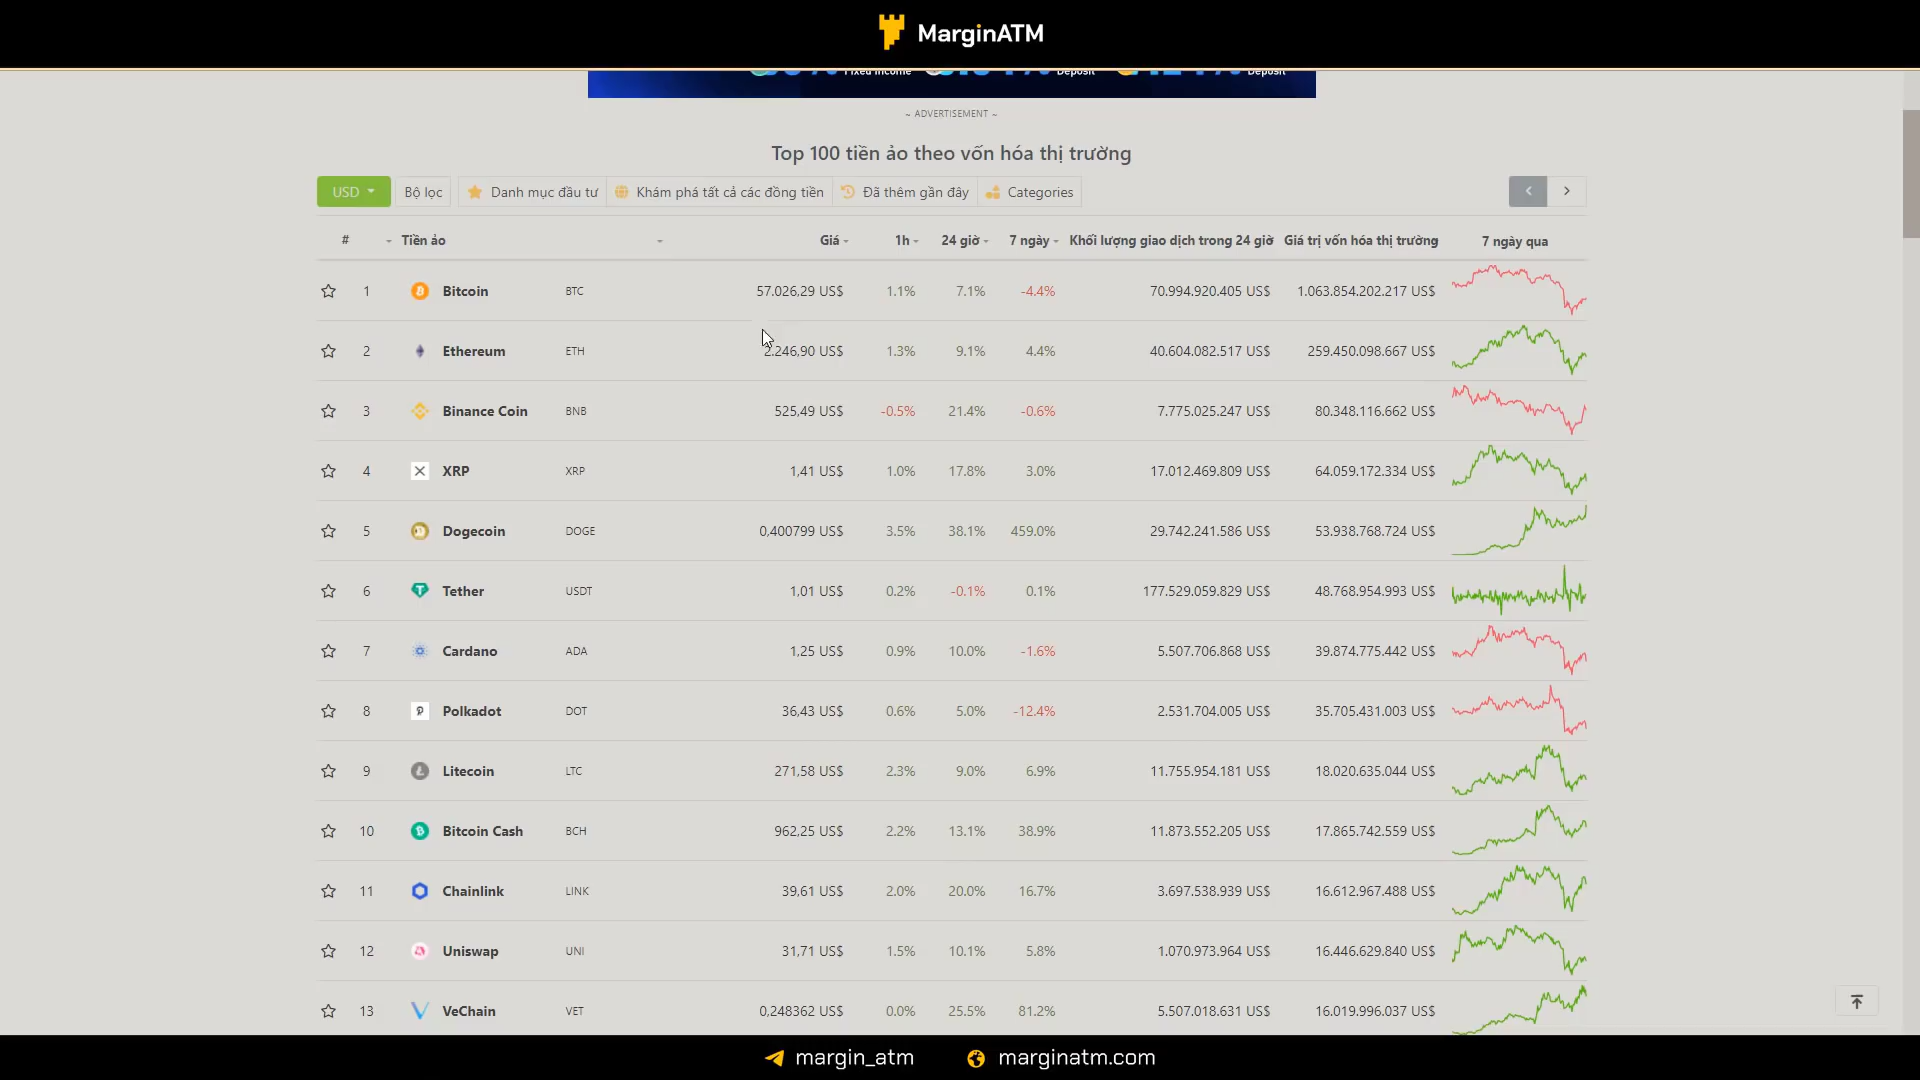 MarginATM
Fixed Income Deposit Deposit
~ ADVERTISEMENT ~
Top 100 tiền ảo theo vốn hóa thị trường
USD Bộ lọc Danh mục đầu tư Khám phá tất cả các đồng tiền Đã thêm gần đây Categories
# Tiền ảo Giá 1h 24 giờ 7 ngày Khối lượng giao dịch trong 24 giờ Giá trị vốn hóa thị trường 7 ngày qua
1 Bitcoin BTC 57.026,29 US$ 1.1% 7.1% -4.4% 70.994.920.405 US$ 1.063.854.202.217 US$
2 Ethereum ETH 2.246,90 US$ 1.3% 9.1% 4.4% 40.604.082.517 US$ 259.450.098.667 US$
3 Binance Coin BNB 525,49 US$ -0.5% 21.4% -0.6% 7.775.025.247 US$ 80.348.116.662 US$
4 XRP XRP 1,41 US$ 1.0% 17.8% 3.0% 17.012.469.809 US$ 64.059.172.334 US$
5 Dogecoin DOGE 0,400799 US$ 3.5% 38.1% 459.0% 29.742.241.586 US$ 53.938.768.724 US$
6 Tether USDT 1,01 US$ 0.2% -0.1% 0.1% 177.529.059.829 US$ 48.768.954.993 US$
7 Cardano ADA 1,25 US$ 0.9% 10.0% -1.6% 5.507.706.868 US$ 39.874.775.442 US$
8 Polkadot DOT 36,43 US$ 0.6% 5.0% -12.4% 2.531.704.005 US$ 35.705.431.003 US$
9 Litecoin LTC 271,58 US$ 2.3% 9.0% 6.9% 11.755.954.181 US$ 18.020.635.044 US$
10 Bitcoin Cash BCH 962,25 US$ 2.2% 13.1% 38.9% 11.873.552.205 US$ 17.865.742.559 US$
11 Chainlink LINK 39,61 US$ 2.0% 20.0% 16.7% 3.697.538.939 US$ 16.612.967.488 US$
12 Uniswap UNI 31,71 US$ 1.5% 10.1% 5.8% 1.070.973.964 US$ 16.446.629.840 US$
13 VeChain VET 0,248362 US$ 0.0% 25.5% 81.2% 5.507.018.631 US$ 16.019.996.037 US$
margin_atm marginatm.com